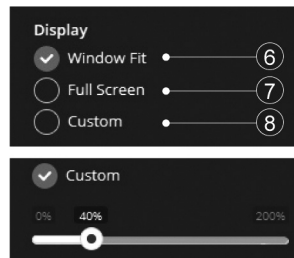 Display
Window Fit 6
Full Screen 7
Custom 8
Custom
0% 40% 200%